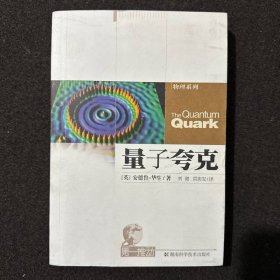 物理系列
The Quantum
Quark
量子夸克
[英] 安德鲁·华生/著
湖南科学技术出版社